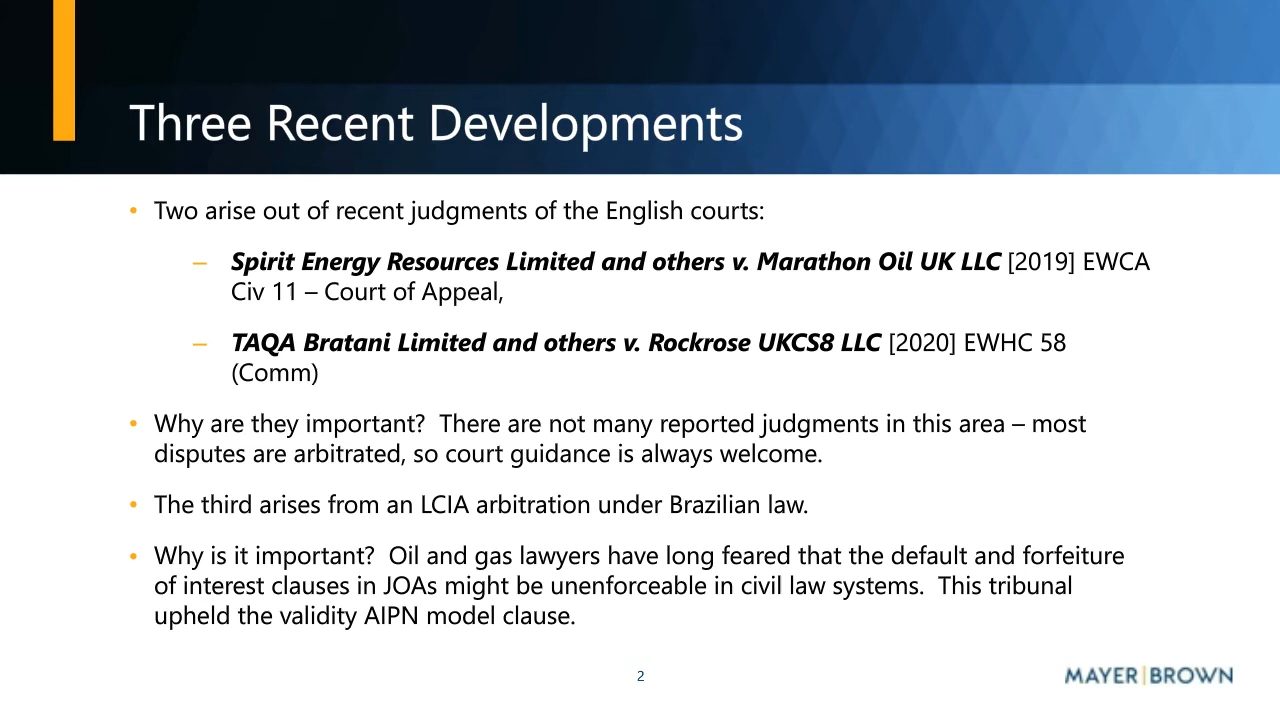 Three Recent Developments
• Two arise out of recent judgments of the English courts:
– Spirit Energy Resources Limited and others v. Marathon Oil UK LLC [2019] EWCA
Civ 11 – Court of Appeal,
– TAQA Bratani Limited and others v. Rockrose UKCS8 LLC [2020] EWHC 58
(Comm)
• Why are they important?  There are not many reported judgments in this area – most
disputes are arbitrated, so court guidance is always welcome.
• The third arises from an LCIA arbitration under Brazilian law.
• Why is it important?  Oil and gas lawyers have long feared that the default and forfeiture
of interest clauses in JOAs might be unenforceable in civil law systems.  This tribunal
upheld the validity AIPN model clause.
2
MAYER|BROWN